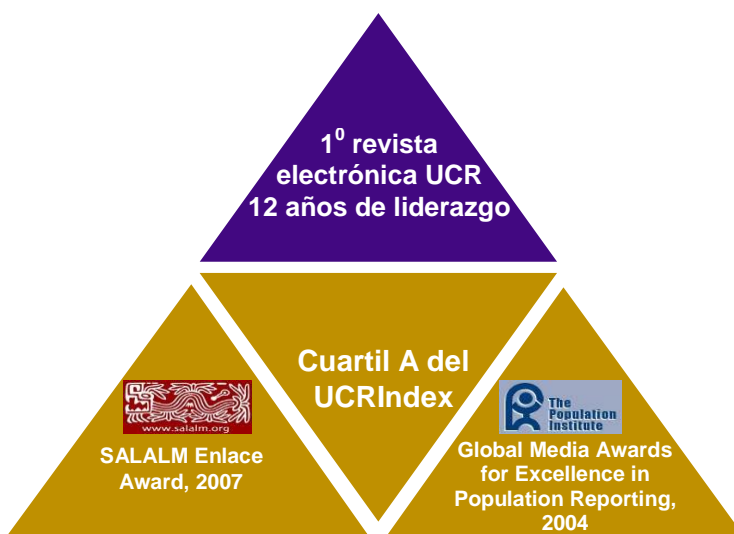 1⁰ revista
electrónica UCR
12 años de liderazgo
Cuartil A del
UCRIndex
www.salalm.org
SALALM Enlace
Award, 2007
The
Population
Institute
Global Media Awards
for Excellence in
Population Reporting,
2004